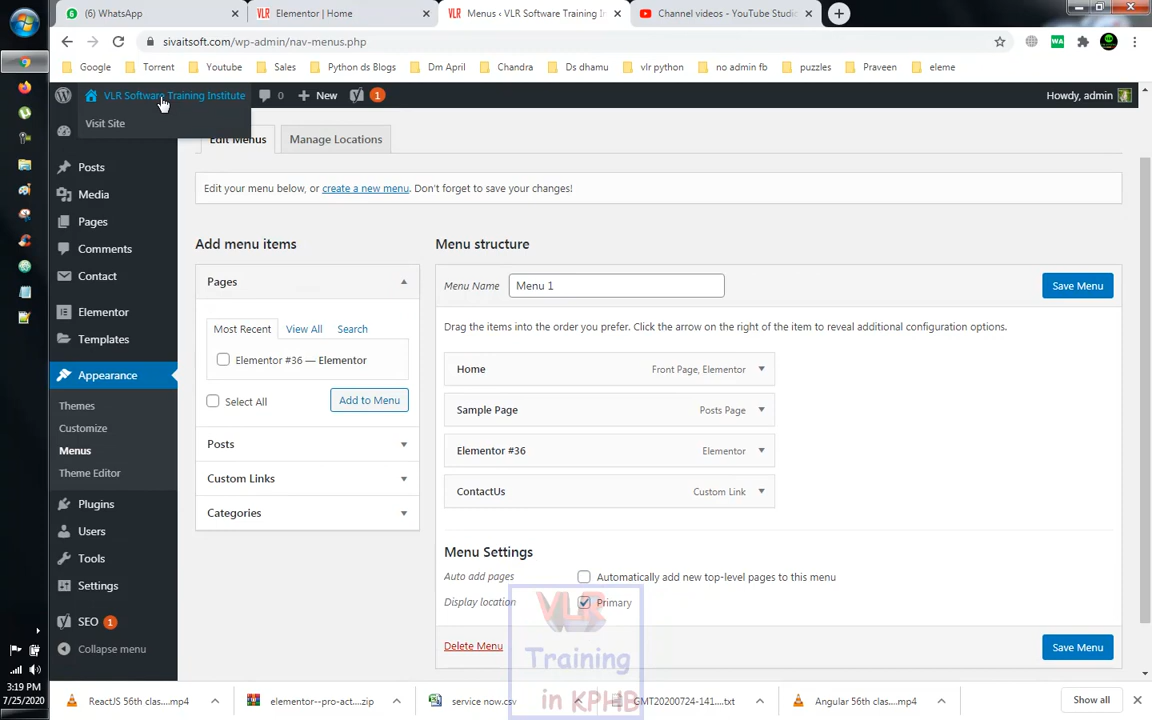 (6) WhatsApp
Elementor | Home
Menus ‹ VLR Software Training In
Channel videos - YouTube Studio
sivaitsoft.com/wp-admin/nav-menus.php
Google
Torrent
Youtube
Sales
Python ds Blogs
Dm April
Chandra
Ds dhamu
vlr python
no admin fb
puzzles
Praveen
eleme
VLR Software Training Institute
0
New
1
Howdy, admin
Visit Site
Edit Menus
Manage Locations
Posts
Media
Pages
Comments
Contact
Elementor
Templates
Appearance
Themes
Customize
Menus
Theme Editor
Plugins
Users
Tools
Settings
SEO 1
Collapse menu
Edit your menu below, or create a new menu. Don't forget to save your changes!
Add menu items
Pages
Most Recent
View All
Search
Elementor #36 — Elementor
Select All
Add to Menu
Posts
Custom Links
Categories
Menu structure
Menu Name
Menu 1
Save Menu
Drag the items into the order you prefer. Click the arrow on the right of the item to reveal additional configuration options.
Home
Front Page, Elementor
Sample Page
Posts Page
Elementor #36
Elementor
ContactUs
Custom Link
Menu Settings
Auto add pages
Automatically add new top-level pages to this menu
Display location
Primary
Delete Menu
Save Menu
VLR
Training
in KPHB
3:19 PM
7/25/2020
ReactJS 56th clas....mp4
elementor--pro-act....zip
service now.csv
GMT20200724-141....txt
Angular 56th clas....mp4
Show all